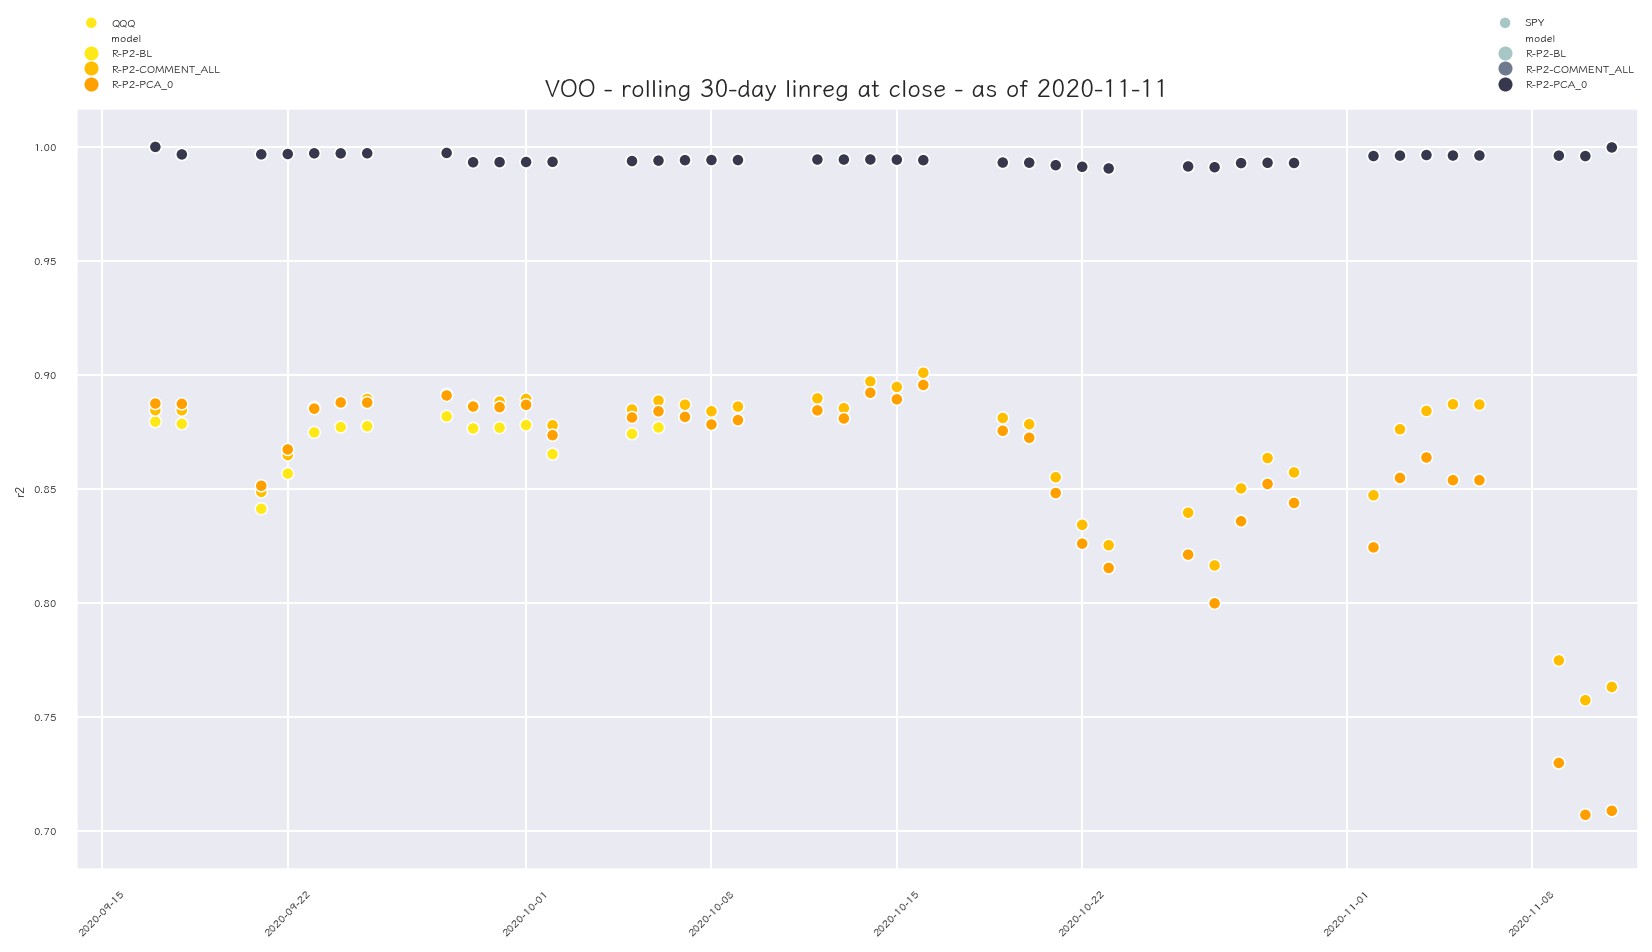 QQQ
model
R-P2-BL
R-P2-COMMENT_ALL
R-P2-PCA_0
SPY
model
R-P2-BL
R-P2-COMMENT_ALL
R-P2-PCA_0
VOO - rolling 30-day linreg at close - as of 2020-11-11
1.00
0.95
0.90
0.85
0.80
0.75
0.70
r2
2020-09-15
2020-09-22
2020-10-01
2020-10-08
2020-10-15
2020-10-22
2020-11-01
2020-11-08